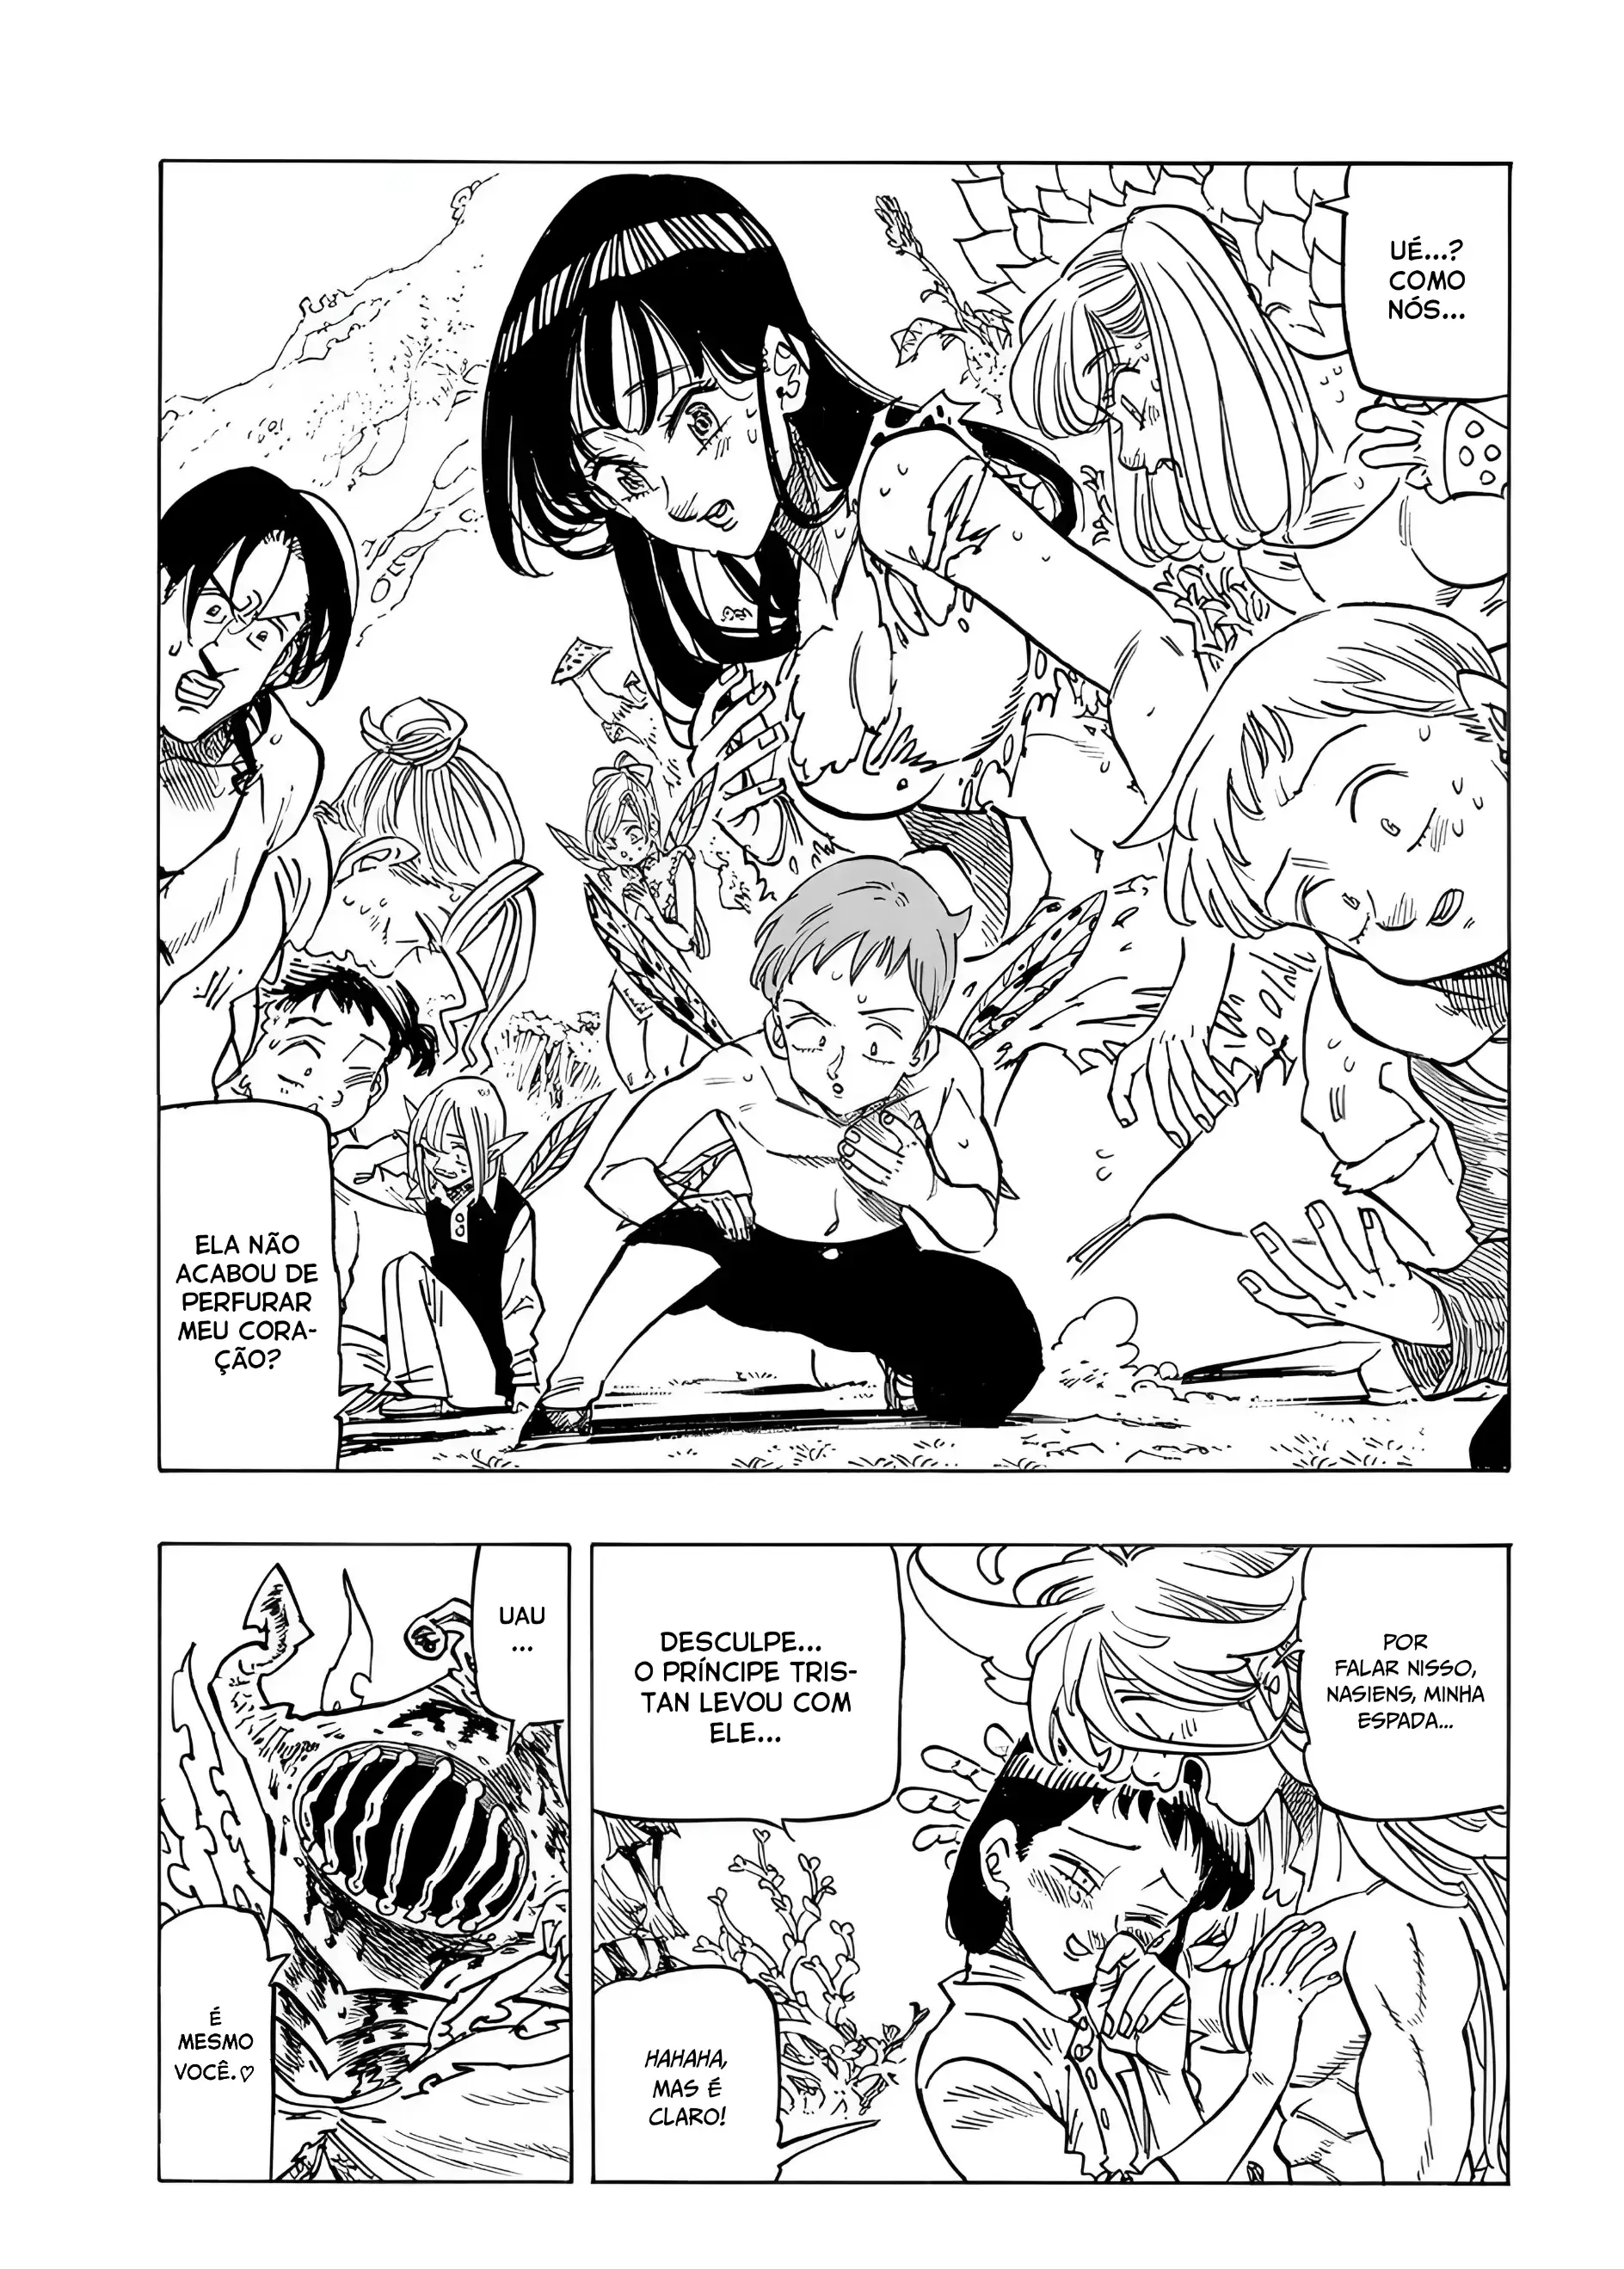 UÉ...?
COMO
NÓS...
ELA NÃO
ACABOU DE
PERFURAR
MEU CORA-
ÇÃO?
POR
FALAR NISSO,
NASIENS, MINHA
ESPADA...
DESCULPE...
O PRÍNCIPE TRIS-
TAN LEVOU COM
ELE...
HAHAHA,
MAS É
CLARO!
UAU
...
É
MESMO
VOCÊ.♡